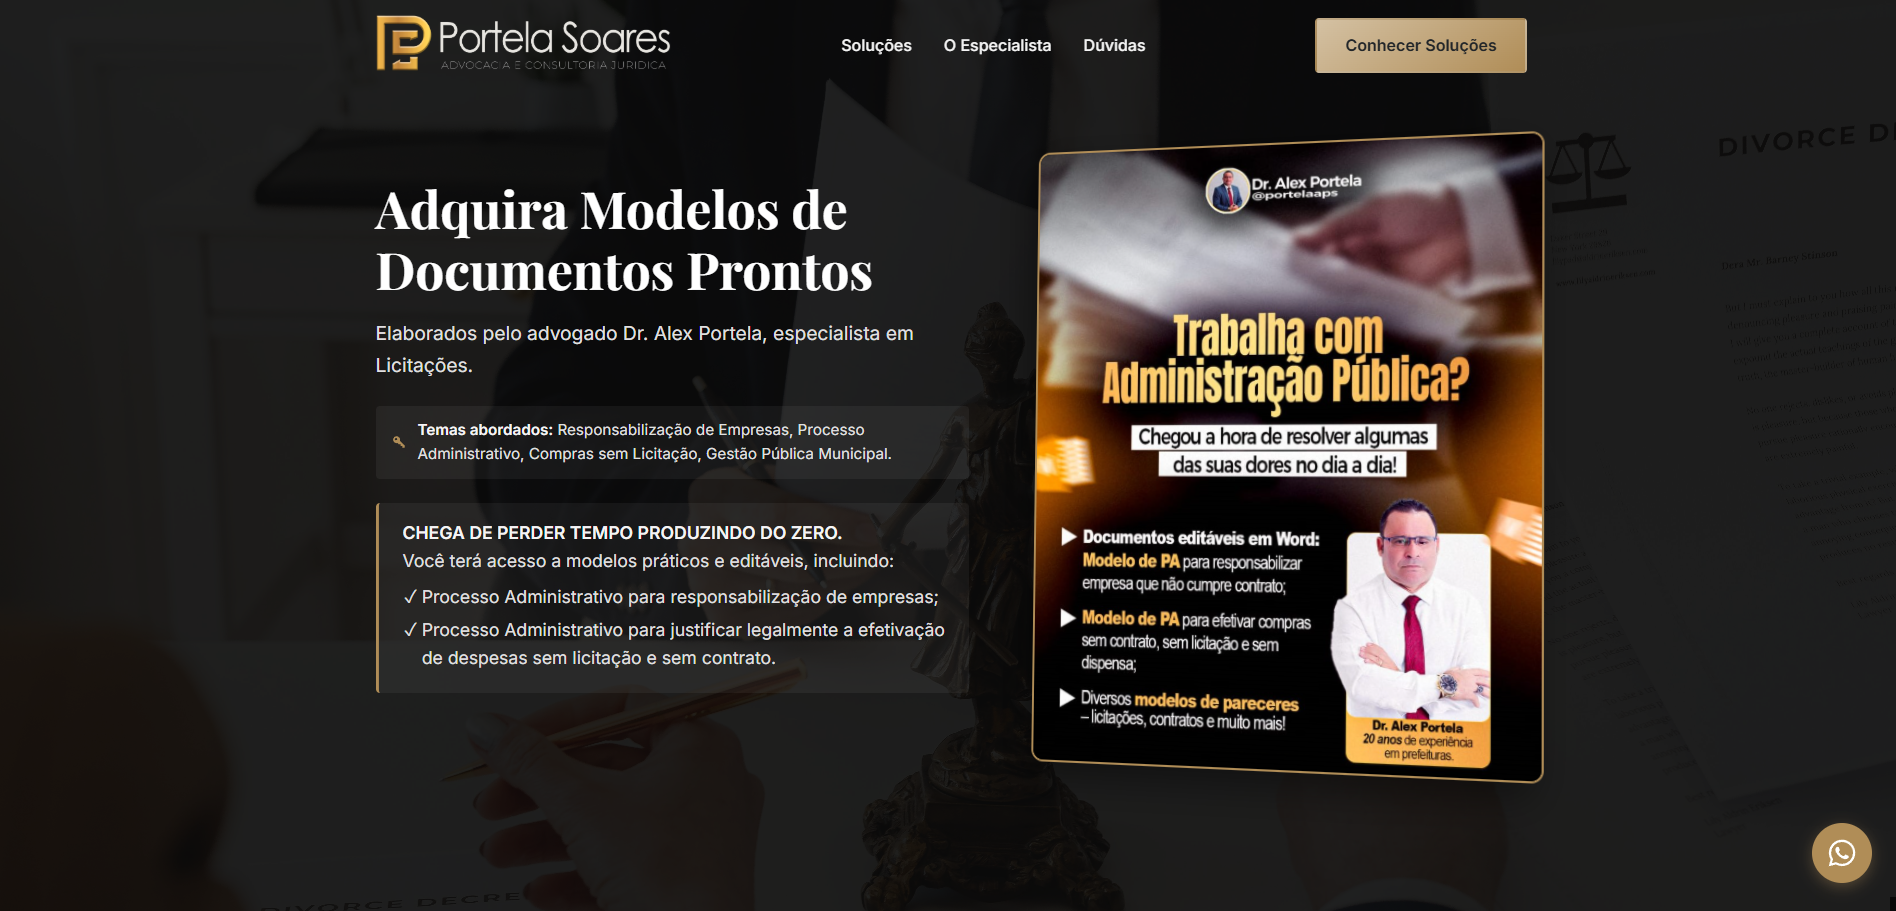 Portela Soares
ADVOCACIA E CONSULTORIA JURIDICA
Soluções
O Especialista
Dúvidas
Conhecer Soluções
Adquira Modelos de
Documentos Prontos
Elaborados pelo advogado Dr. Alex Portela, especialista em
Licitações.
Temas abordados: Responsabilização de Empresas, Processo
Administrativo, Compras sem Licitação, Gestão Pública Municipal.
CHEGA DE PERDER TEMPO PRODUZINDO DO ZERO.
Você terá acesso a modelos práticos e editáveis, incluindo:
✓ Processo Administrativo para responsabilização de empresas;
✓ Processo Administrativo para justificar legalmente a efetivação
de despesas sem licitação e sem contrato.
Dr. Alex Portela
@portelaaps
Trabalha com
Administração Pública?
Chegou a hora de resolver algumas
das suas dores no dia a dia!
Documentos editáveis em Word:
Modelo de PA para responsabilizar
empresa que não cumpre contrato;
Modelo de PA para efetivar compras
sem contrato, sem licitação e sem
dispensa;
Diversos modelos de pareceres
– licitações, contratos e muito mais!
Dr. Alex Portela
20 anos de experiência
em prefeituras.
DIVORCE D
Dear Mr. Barney Stinson
DIVORCE DECRE